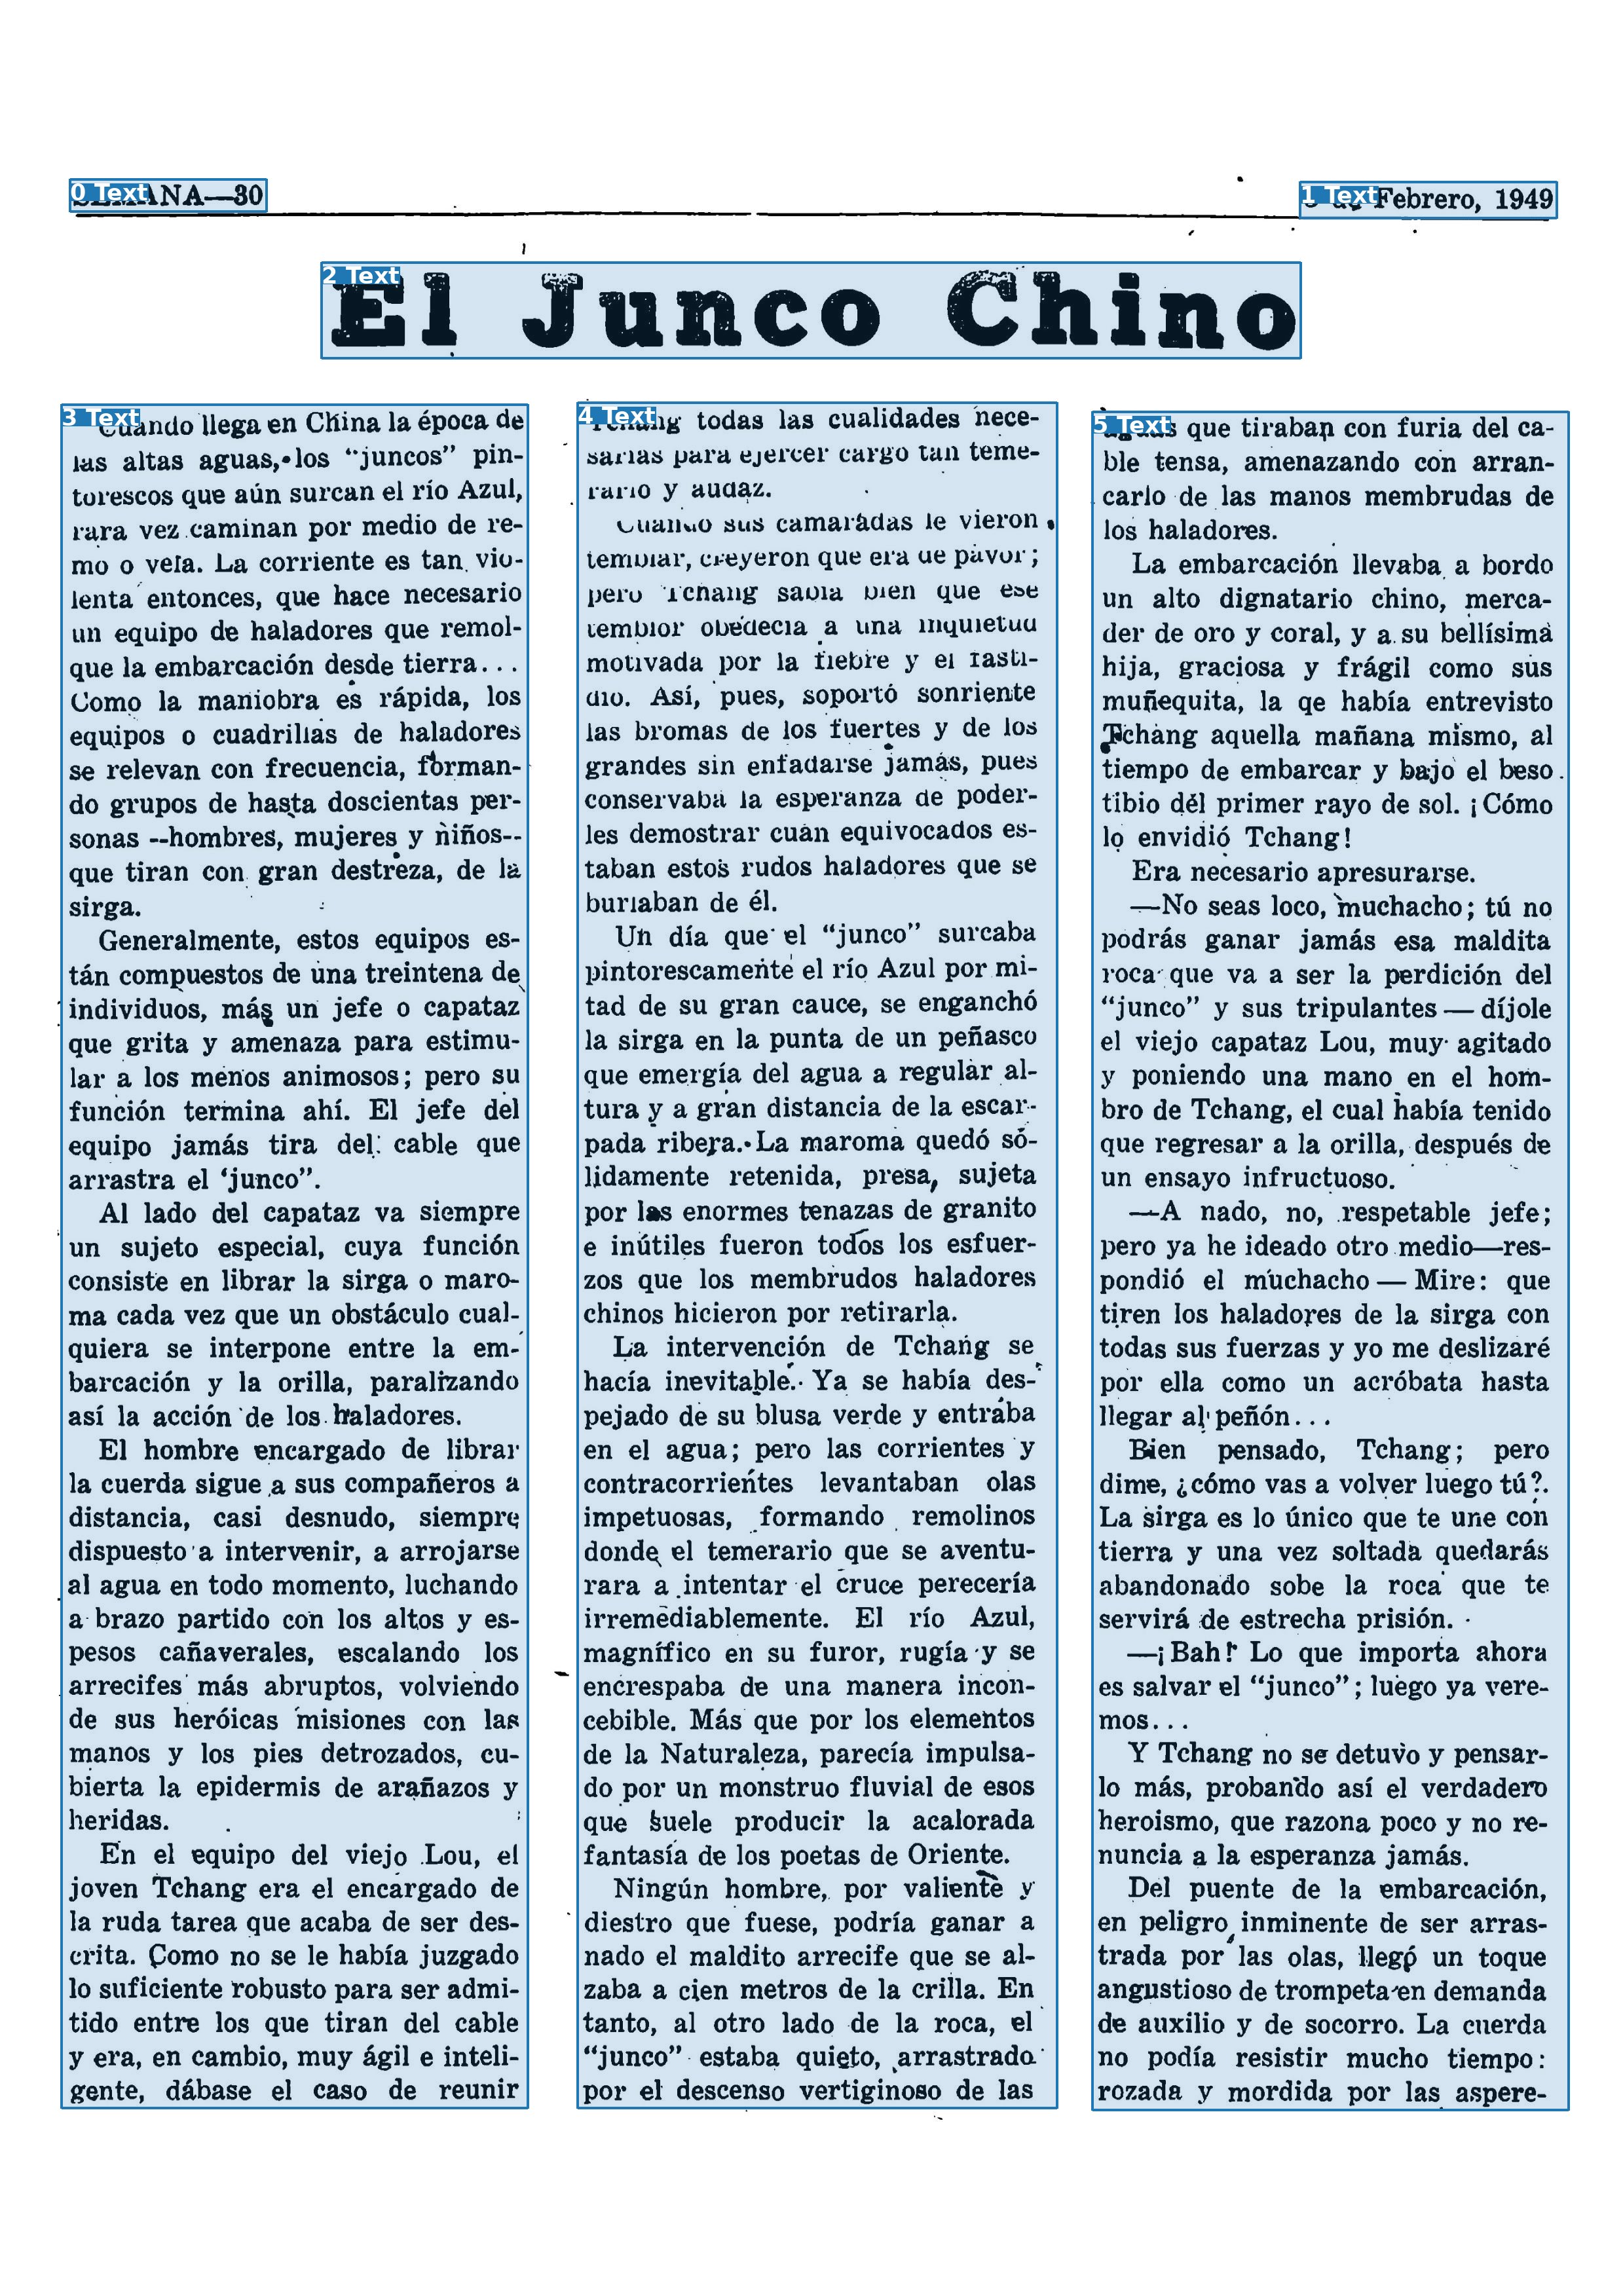 ANA—30
Febrero, 1949
El Junco Chino
Cuando llega en China la época de
las altas aguas, los “juncos” pin-
torescos que aún surcan el río Azul,
rara vez caminan por medio de re-
mo o vela. La corriente es tan vio-
lenta entonces, que hace necesario
un equipo de haladores que remol-
que la embarcación desde tierra...
Como la maniobra es rápida, los
equipos o cuadrillas de haladores
se relevan con frecuencia, forman-
do grupos de hasta doscientas per-
sonas --hombres, mujeres y niños--
que tiran con gran destreza, de la
sirga.
Generalmente, estos equipos es-
tán compuestos de una treintena de
individuos, más un jefe o capataz
que grita y amenaza para estimu-
lar a los menos animosos; pero su
función termina ahí. El jefe del
equipo jamás tira del cable que
arrastra el ‘junco”.
Al lado del capataz va siempre
un sujeto especial, cuya función
consiste en librar la sirga o maro-
ma cada vez que un obstáculo cual-
quiera se interpone entre la em-
barcación y la orilla, paralizando
así la acción de los haladores.
El hombre encargado de librar
la cuerda sigue a sus compañeros a
distancia, casi desnudo, siempre
dispuesto a intervenir, a arrojarse
al agua en todo momento, luchando
a brazo partido con los altos y es-
pesos cañaverales, escalando los
arrecifes más abruptos, volviendo
de sus heróicas misiones con las
manos y los pies detrozados, cu-
bierta la epidermis de arañazos y
heridas.
En el equipo del viejo Lou, el
joven Tchang era el encargado de
la ruda tarea que acaba de ser des-
crita. Como no se le había juzgado
lo suficiente robusto para ser admi-
tido entre los que tiran del cable
y era, en cambio, muy ágil e inteli-
gente, dábase el caso de reunir
Tchang todas las cualidades nece-
sarias para ejercer cargo tan teme-
rario y audaz.
Cuando sus camaradas le vieron
temblar, creyeron que era de pavor;
pero Tchang sabía bien que ese
temblor obedecía a una inquietud
motivada por la fiebre y el fasti-
dio. Así, pues, soportó sonriente
las bromas de los fuertes y de los
grandes sin enfadarse jamás, pues
conservaba la esperanza de poder-
les demostrar cuán equivocados es-
taban estos rudos haladores que se
burlaban de él.
Un día que el “junco” surcaba
pintorescamente el río Azul por mi-
tad de su gran cauce, se enganchó
la sirga en la punta de un peñasco
que emergía del agua a regular al-
tura y a gran distancia de la escar-
pada ribera. La maroma quedó só-
lidamente retenida, presa, sujeta
por las enormes tenazas de granito
e inútiles fueron todos los esfuer-
zos que los membrudos haladores
chinos hicieron por retirarla.
La intervención de Tchang se
hacía inevitable. Ya se había des-
pejado de su blusa verde y entraba
en el agua; pero las corrientes y
contracorrientes levantaban olas
impetuosas, formando remolinos
donde el temerario que se aventu-
rara a intentar el cruce perecería
irremediablemente. El río Azul,
magnífico en su furor, rugía y se
encrespaba de una manera incon-
cebible. Más que por los elementos
de la Naturaleza, parecía impulsa-
do por un monstruo fluvial de esos
que suele producir la acalorada
fantasía de los poetas de Oriente.
Ningún hombre, por valiente y
diestro que fuese, podría ganar a
nado el maldito arrecife que se al-
zaba a cien metros de la crilla. En
tanto, al otro lado de la roca, el
“junco” estaba quieto, arrastrado
por el descenso vertiginoso de las
aguas que tiraban con furia del ca-
ble tensa, amenazando con arran-
carlo de las manos membrudas de
los haladores.
La embarcación llevaba a bordo
un alto dignatario chino, merca-
der de oro y coral, y a su bellísima
hija, graciosa y frágil como sus
muñequita, la qe había entrevisto
Tchang aquella mañana mismo, al
tiempo de embarcar y bajo el beso
tibio del primer rayo de sol. ¡Cómo
lo envidió Tchang!
Era necesario apresurarse.
—No seas loco, muchacho; tú no
podrás ganar jamás esa maldita
roca que va a ser la perdición del
“junco” y sus tripulantes — díjole
el viejo capataz Lou, muy agitado
y poniendo una mano en el hom-
bro de Tchang, el cual había tenido
que regresar a la orilla, después de
un ensayo infructuoso.
—A nado, no, respetable jefe;
pero ya he ideado otro medio—res-
pondió el muchacho — Mire: que
tiren los haladores de la sirga con
todas sus fuerzas y yo me deslizaré
por ella como un acróbata hasta
llegar al peñón...
Bien pensado, Tchang; pero
dime, ¿cómo vas a volver luego tú?.
La sirga es lo único que te une con
tierra y una vez soltada quedarás
abandonado sobe la roca que te
servirá de estrecha prisión.
—¡Bah! Lo que importa ahora
es salvar el “junco”; luego ya vere-
mos...
Y Tchang no se detuvo y pensar-
lo más, probando así el verdadero
heroismo, que razona poco y no re-
nuncia a la esperanza jamás.
Del puente de la embarcación,
en peligro inminente de ser arras-
trada por las olas, llegó un toque
angustioso de trompeta en demanda
de auxilio y de socorro. La cuerda
no podía resistir mucho tiempo:
rozada y mordida por las aspere-